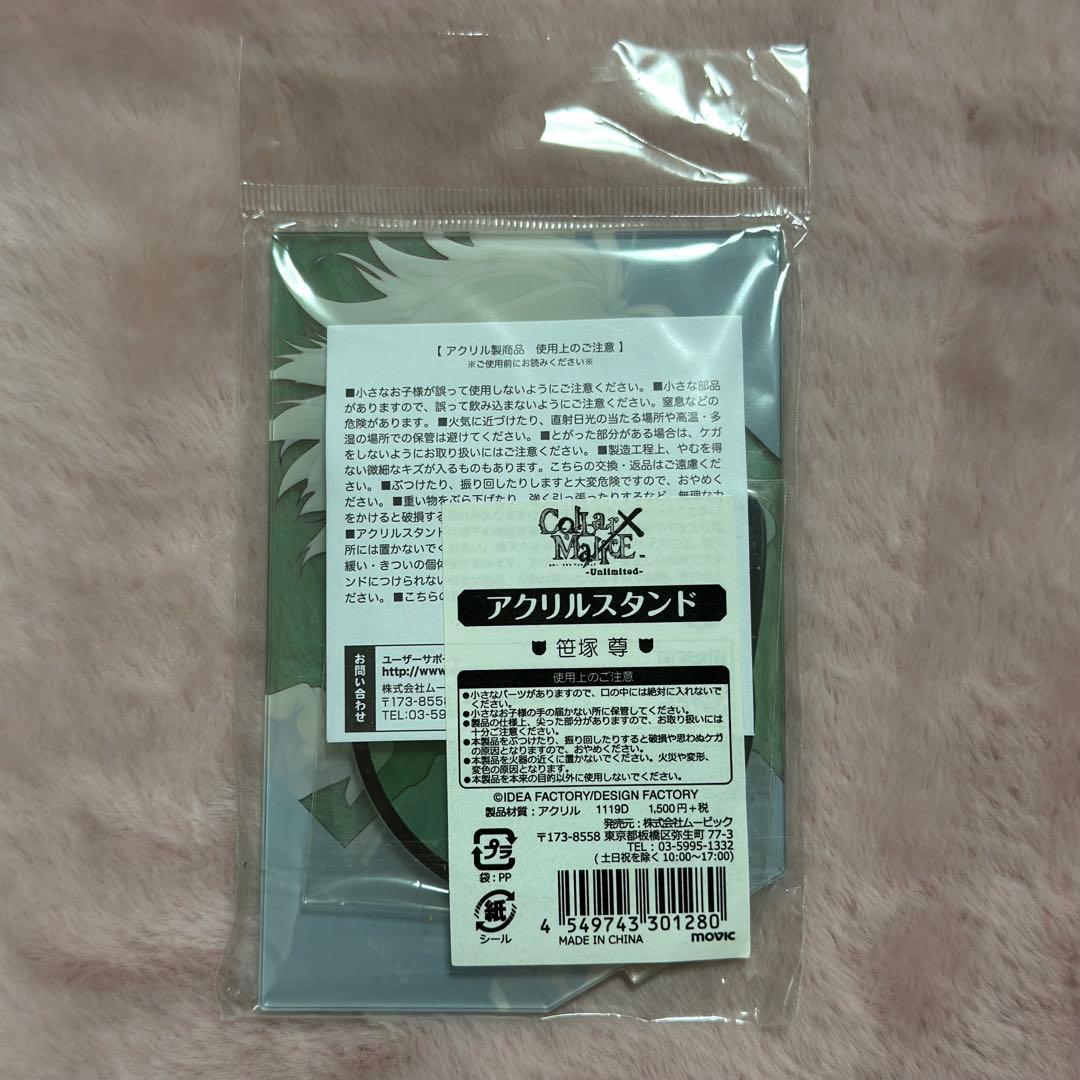 【 アクリル製商品 使用上のご注意 】
※ご使用前にお読みください※
■小さなお子様が誤って使用しないようにご注意ください。 ■小さな部品
がありますので、誤って飲み込まないようにご注意ください。窒息などの
危険があります。 ■火気に近づけたり、直射日光の当たる場所や高温・多
湿の場所での保管は避けてください。 ■とがった部分がある場合は、ケガ
をしないようにお取り扱いにはご注意ください。 ■製造工程上、やむを得
ない微細なキズが入るものもあります。こちらの交換・返品はご遠慮くだ
さい。 ■ぶつけたり、振り回したりしますと大変危険ですので、おやめく
ださい。 ■重い物をぶら下げたり、強く引っ張ったりするなど、無理な力
をかけると破損する
■アクリルスタンド
所には置かないでく
緩い・きついの個体
ンドにつけられない
ださい。 ■こちらの
お問い合わせ
ユーザーサポー
http://www
株式会社ムー
〒173-8558
TEL:03-599
Collar×Malice™
-Unlimited-
アクリルスタンド
笹塚 尊
使用上のご注意
●小さなパーツがありますので、口の中には絶対に入れないで
ください。
●小さなお子様の手の届かない所に保管してください。
●製品の仕様上、尖った部分がありますので、お取り扱いには
十分ご注意ください。
●本製品をぶつけたり、振り回したりすると破損や思わぬケガ
の原因となりますので、おやめください。
●本製品を火器の近くに置かないでください。火災や変形、
変色の原因となります。
●本製品を本来の目的以外に使用しないでください。
©IDEA FACTORY/DESIGN FACTORY
製品材質：アクリル 1119D 1,500円＋税
発売元：株式会社ムービック
〒173-8558 東京都板橋区弥生町 77-3
TEL：03-5995-1332
（土日祝を除く 10:00〜17:00）
プラ
袋：PP
紙
シール
4 549743 301280
MADE IN CHINA
movic